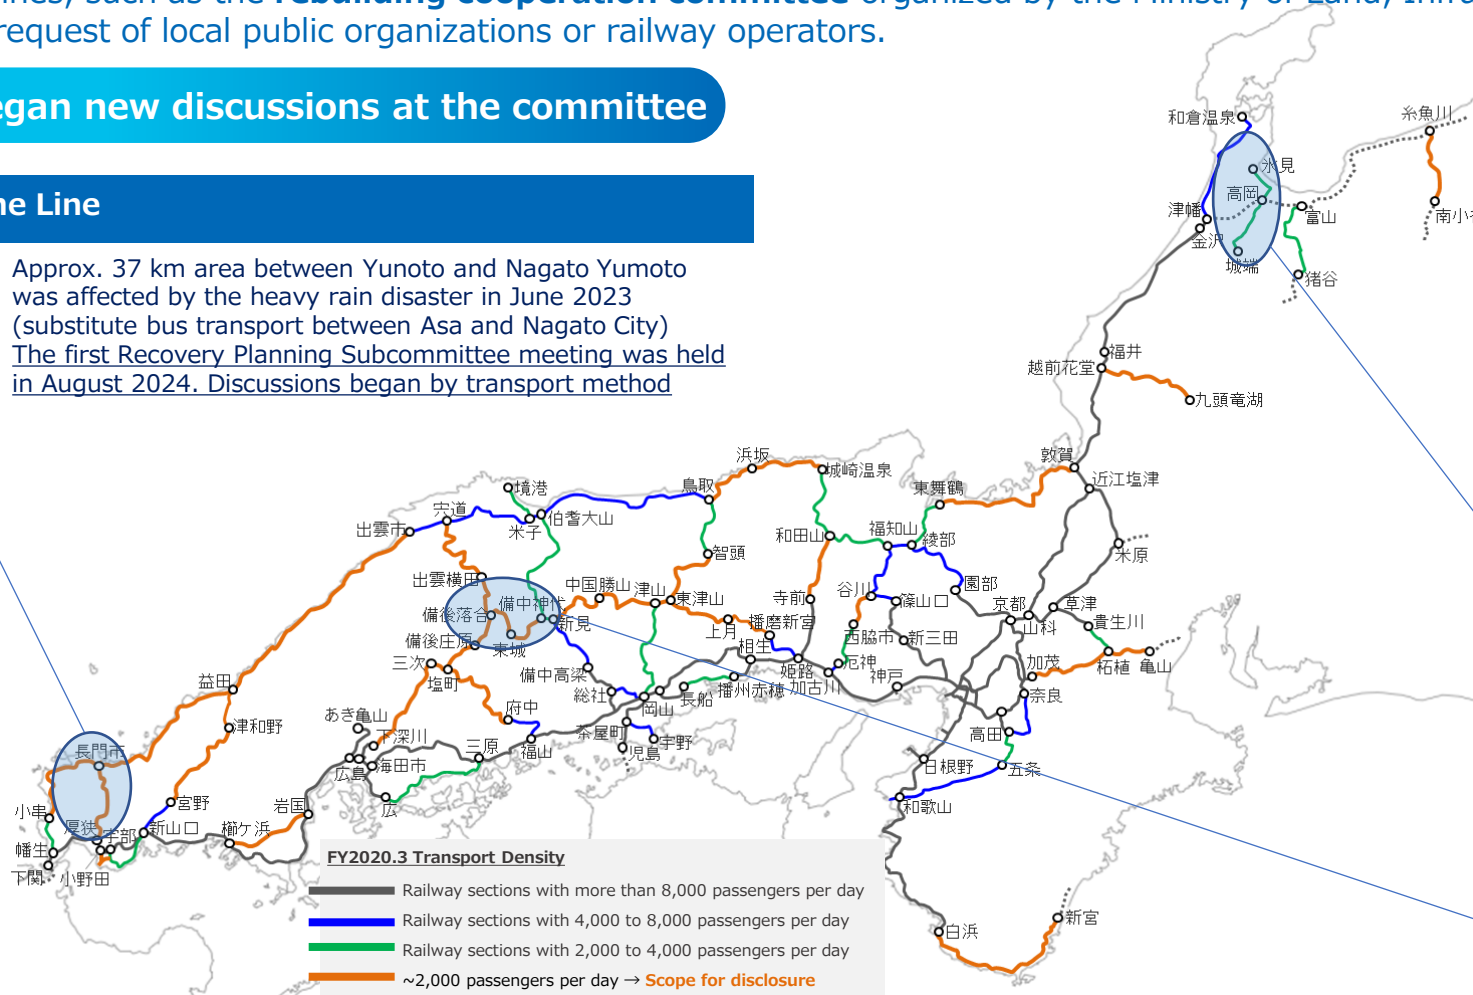 nes, such as the rebuilding cooperation committee organized by the Ministry of Land, Infra
request of local public organizations or railway operators.
egan new discussions at the committee
ne Line
Approx. 37 km area between Yunoto and Nagato Yumoto
was affected by the heavy rain disaster in June 2023
(substitute bus transport between Asa and Nagato City)
The first Recovery Planning Subcommittee meeting was held
in August 2024. Discussions began by transport method
和倉温泉
糸魚川
氷見
高岡
津幡
富山
南小谷
金沢
城端
猪谷
福井
越前花堂
九頭竜湖
敦賀
浜坂
城崎温泉
近江塩津
境港
鳥取
東舞鶴
宍道
出雲市
米子
伯耆大山
和田山
福知山
綾部
米原
智頭
出雲横田
中国勝山
津山
東津山
寺前
谷川
篠山口
園部
京都
草津
備後落合
備中神代
新見
上月
播磨新宮
西脇市
新三田
山科
貴生川
備後庄原
東城
相生
厄神
三次
塩町
備中高梁
姫路
加古川
神戸
加茂
柘植
亀山
益田
総社
岡山
長船
播州赤穂
奈良
津和野
あき亀山
府中
茶屋町
高田
下深川
三原
福山
児島
宇野
長門市
広島
海田市
日根野
五条
小串
宮野
岩国
広
和歌山
厚狭
宇部
新山口
櫛ケ浜
幡生
下関
小野田
白浜
新宮
FY2020.3 Transport Density
Railway sections with more than 8,000 passengers per day
Railway sections with 4,000 to 8,000 passengers per day
Railway sections with 2,000 to 4,000 passengers per day
~2,000 passengers per day → Scope for disclosure